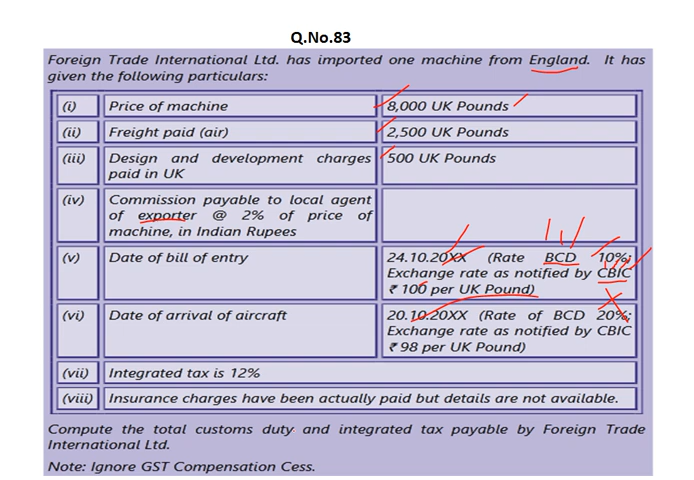 Q.No.83
Foreign Trade International Ltd. has imported one machine from England. It has
given the following particulars:
(i) Price of machine 8,000 UK Pounds
(ii) Freight paid (air) 2,500 UK Pounds
(iii) Design and development charges 500 UK Pounds
paid in UK
(iv) Commission payable to local agent
of exporter @ 2% of price of
machine, in Indian Rupees
(v) Date of bill of entry 24.10.20XX (Rate BCD 10%;
Exchange rate as notified by CBIC
₹ 100 per UK Pound)
(vi) Date of arrival of aircraft 20.10.20XX (Rate of BCD 20%;
Exchange rate as notified by CBIC
₹ 98 per UK Pound)
(vii) Integrated tax is 12%
(viii) Insurance charges have been actually paid but details are not available.
Compute the total customs duty and integrated tax payable by Foreign Trade
International Ltd.
Note: Ignore GST Compensation Cess.